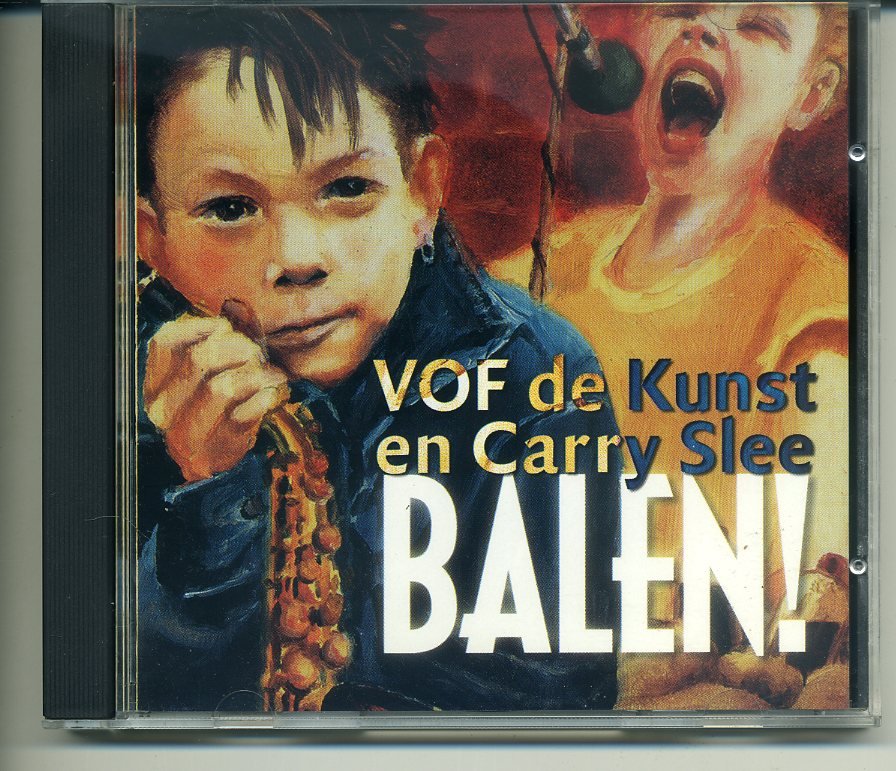 VOF de Kunst
en Carry Slee
BALEN!